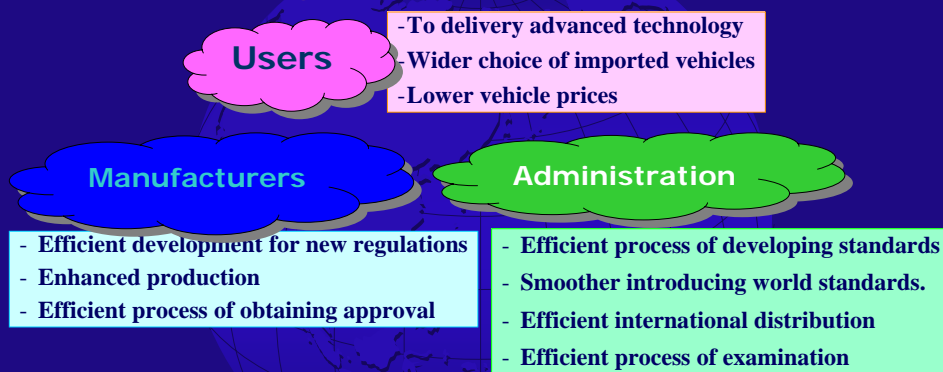 Users
-To delivery advanced technology
-Wider choice of imported vehicles
-Lower vehicle prices
Manufacturers
- Efficient development for new regulations
- Enhanced production
- Efficient process of obtaining approval
Administration
- Efficient process of developing standards
- Smoother introducing world standards.
- Efficient international distribution
- Efficient process of examination